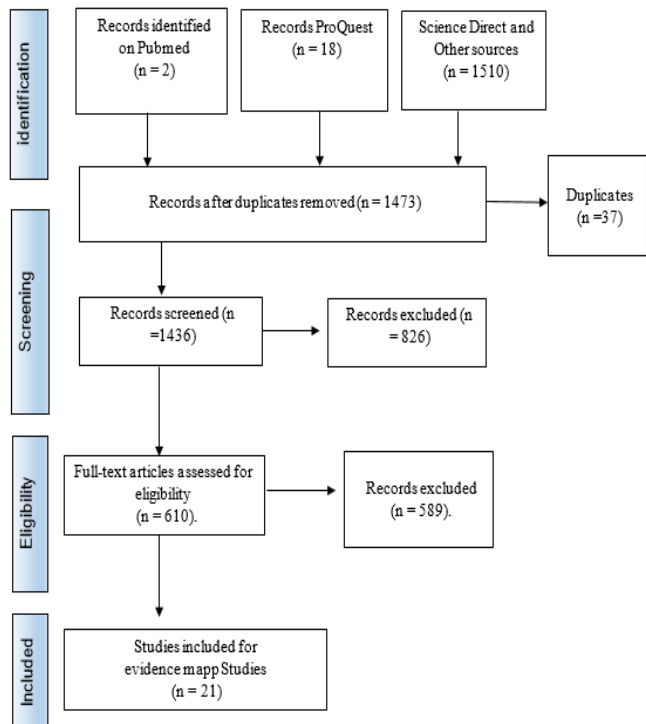 identification
Records identified
on Pubmed
(n = 2)
Records ProQuest
(n = 18)
Science Direct and
Other sources
(n = 1510)
Records after duplicates removed (n = 1473)
Duplicates
(n =37)
Screening
Records screened (n
=1436)
Records excluded (n
= 826)
Eligibility
Full-text articles assessed for
eligibility
(n = 610).
Records excluded
(n = 589).
Included
Studies included for
evidence mapp Studies
(n = 21)